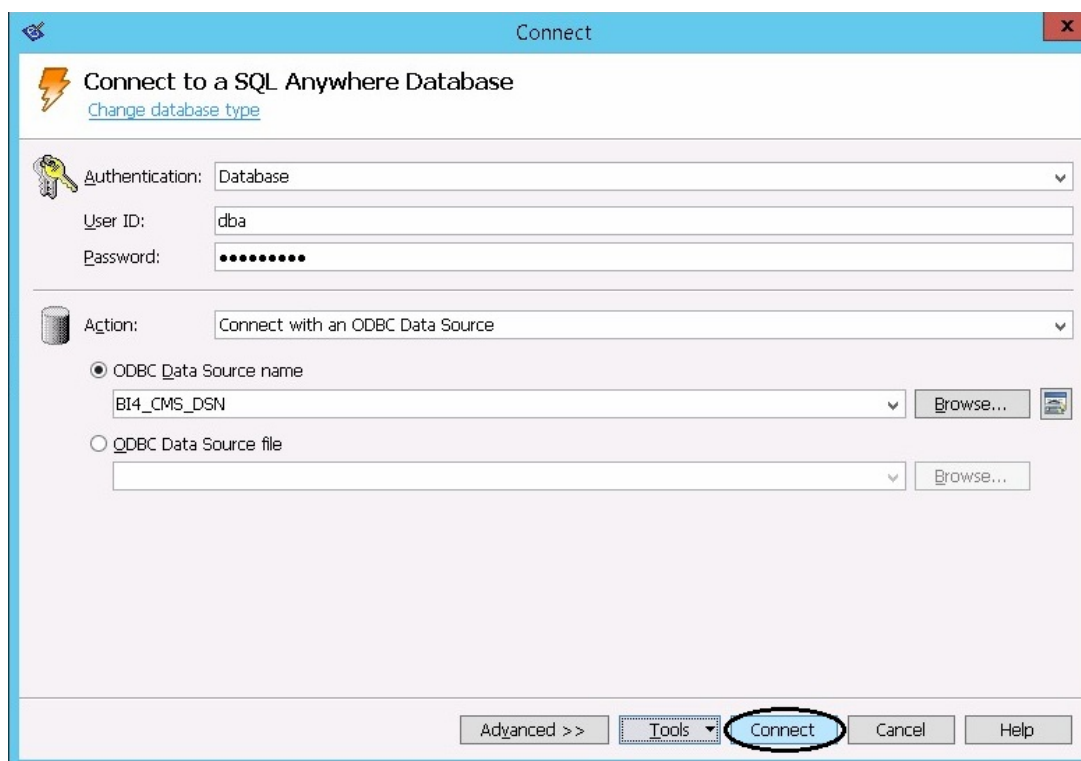 Connect
x
Connect to a SQL Anywhere Database
Change database type
Authentication: Database
User ID: dba
Password: •••••••••
Action: Connect with an ODBC Data Source
ODBC Data Source name
BI4_CMS_DSN Browse...
ODBC Data Source file
Browse...
Advanced >> Tools Connect Cancel Help